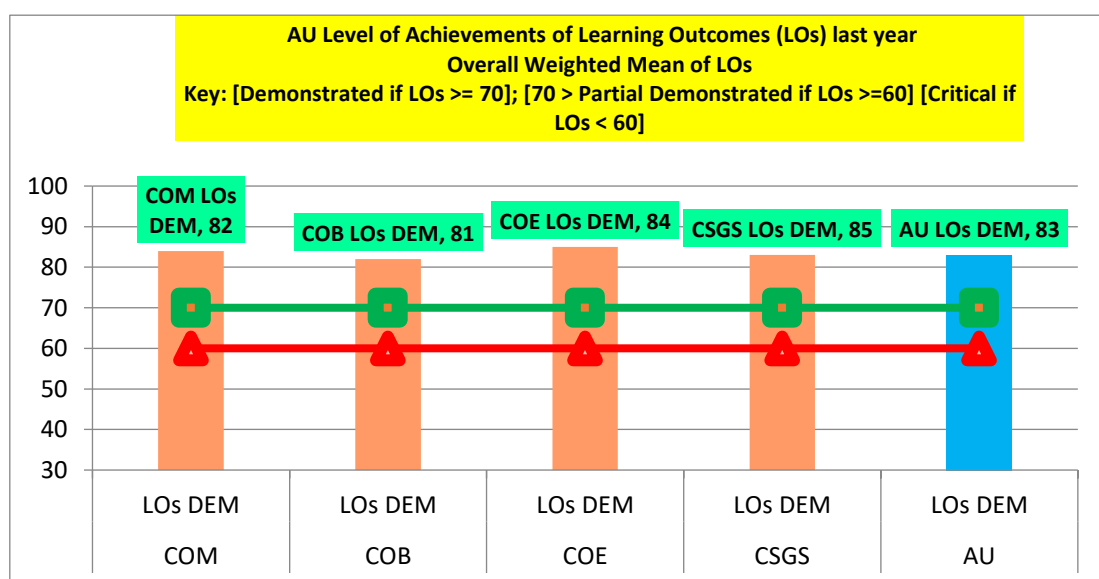 AU Level of Achievements of Learning Outcomes (LOs) last year
Overall Weighted Mean of LOs
Key: [Demonstrated if LOs >= 70]; [70 > Partial Demonstrated if LOs >=60] [Critical if
LOs < 60]
100
90
80
70
60
50
40
30
COM LOs
DEM, 82
COB LOs DEM, 81
COE LOs DEM, 84
CSGS LOs DEM, 85
AU LOs DEM, 83
LOs DEM
LOs DEM
LOs DEM
LOs DEM
LOs DEM
COM
COB
COE
CSGS
AU